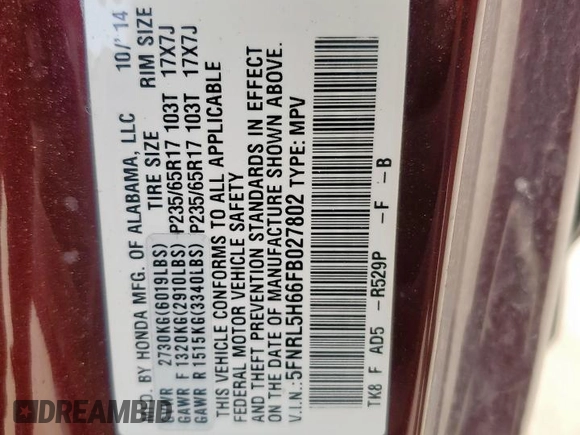 D. BY HONDA MFG. OF ALABAMA, LLC 10/'14
TIRE SIZE RIM SIZE
WR 2730KG(6019LBS)
GAWR F 1320KG(2910LBS) P235/65R17 103T 17X7J
GAWR R 1515KG(3340LBS) P235/65R17 103T 17X7J
THIS VEHICLE CONFORMS TO ALL APPLICABLE
FEDERAL MOTOR VEHICLE SAFETY
AND THEFT PREVENTION STANDARDS IN EFFECT
ON THE DATE OF MANUFACTURE SHOWN ABOVE.
V.I.N.:5FNRL5H66FB027802 TYPE: MPV
TK8 F AD5 -R529P -F -B
DREAMBID